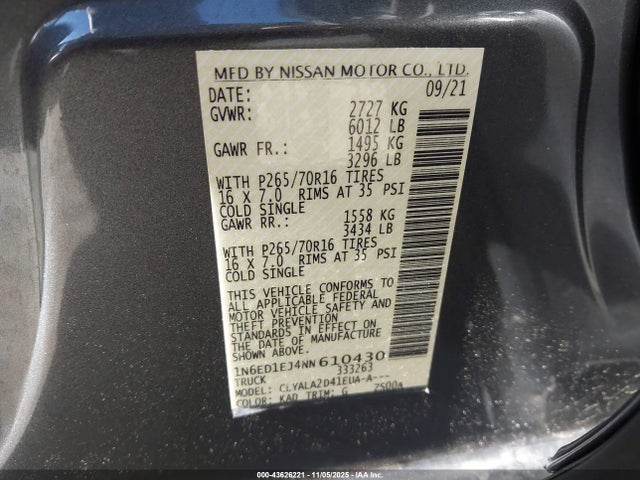 MFD BY NISSAN MOTOR CO., LTD.
DATE: 09/21
GVWR: 2727 KG
6012 LB
GAWR FR.: 1495 KG
3296 LB
WITH P265/70R16 TIRES
16 X 7.0 RIMS AT 35 PSI
COLD SINGLE
GAWR RR.: 1558 KG
3434 LB
WITH P265/70R16 TIRES
16 X 7.0 RIMS AT 35 PSI
COLD SINGLE
THIS VEHICLE CONFORMS TO
ALL APPLICABLE FEDERAL
MOTOR VEHICLE SAFETY AND
THEFT PREVENTION
STANDARDS IN EFFECT ON
THE DATE OF MANUFACTURE
SHOWN ABOVE.
1N6ED1EJ4NN610430
TRUCK 333263
MODEL: CLYALA2D41EUA-A---
COLOR: KAD TRIM: G 7S00A
000-43626221 - 11/05/2025 - IAA Inc.